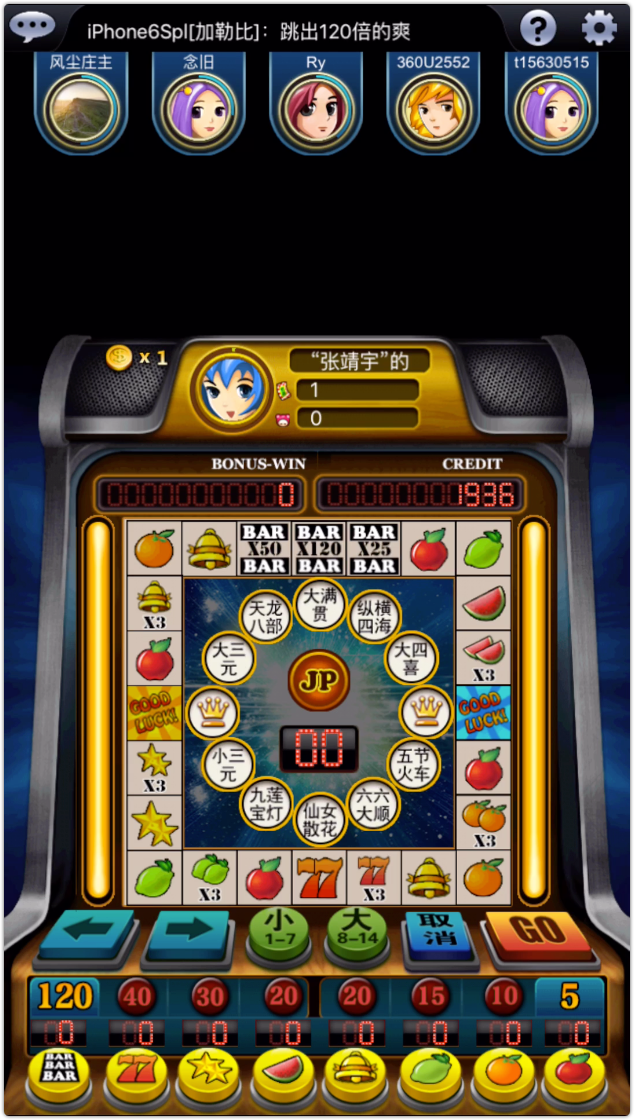 iPhone6Spl[加勒比]：跳出120倍的爽
风尘庄主
念旧
Ry
360U2552
t15630515
x 1
“张靖宇”的
1
0
BONUS-WIN
CREDIT
0
1936
BAR
X50
BAR
BAR
X120
BAR
BAR
X25
BAR
X3
天龙
八部
大满
贯
纵横
四海
大三
元
大四
喜
X3
JP
GOOD
LUCK!
GOOD
LUCK!
00
小三
元
五节
火车
X3
九莲
宝灯
仙女
散花
六六
大顺
X3
X3
777
777
X3
小
1-7
大
8-14
取
消
GO
120
40
30
20
20
15
10
5
0
0
0
0
0
0
0
0
BAR
BAR
BAR
777